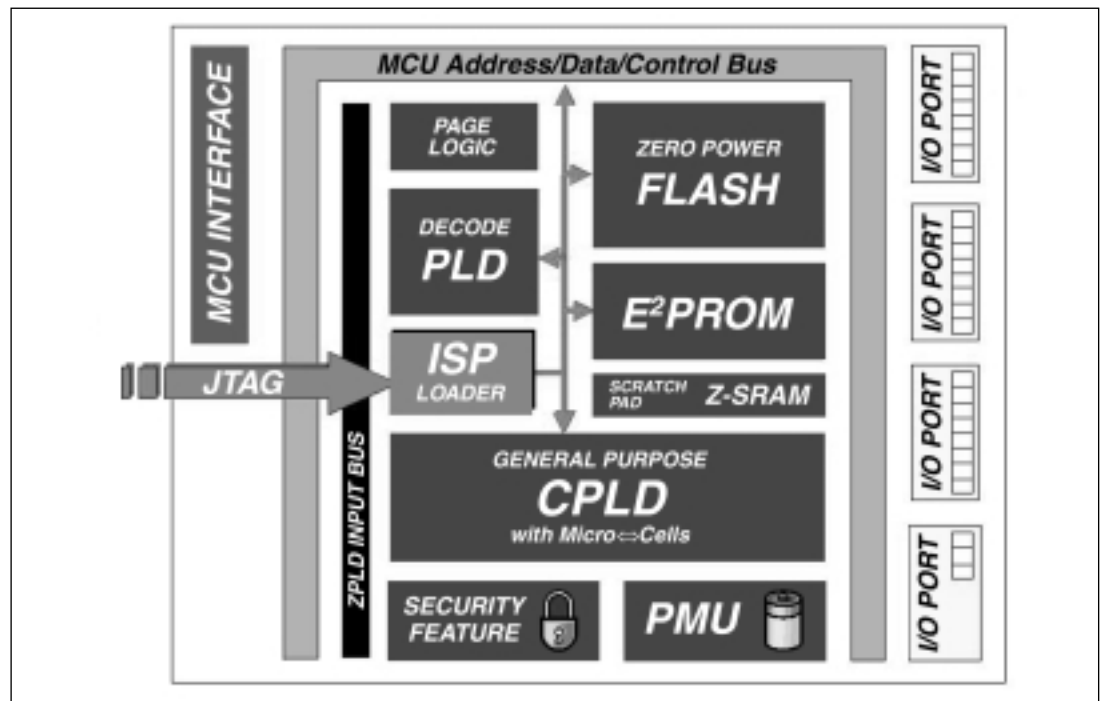 MCU INTERFACE
MCU Address/Data/Control Bus
PAGE
LOGIC
DECODE
PLD
ISP
LOADER
JTAG
ZPLD INPUT BUS
ZERO POWER
FLASH
E²PROM
SCRATCH
PAD
Z-SRAM
GENERAL PURPOSE
CPLD
with Micro⇔Cells
SECURITY
FEATURE
PMU
I/O PORT
I/O PORT
I/O PORT
I/O PORT